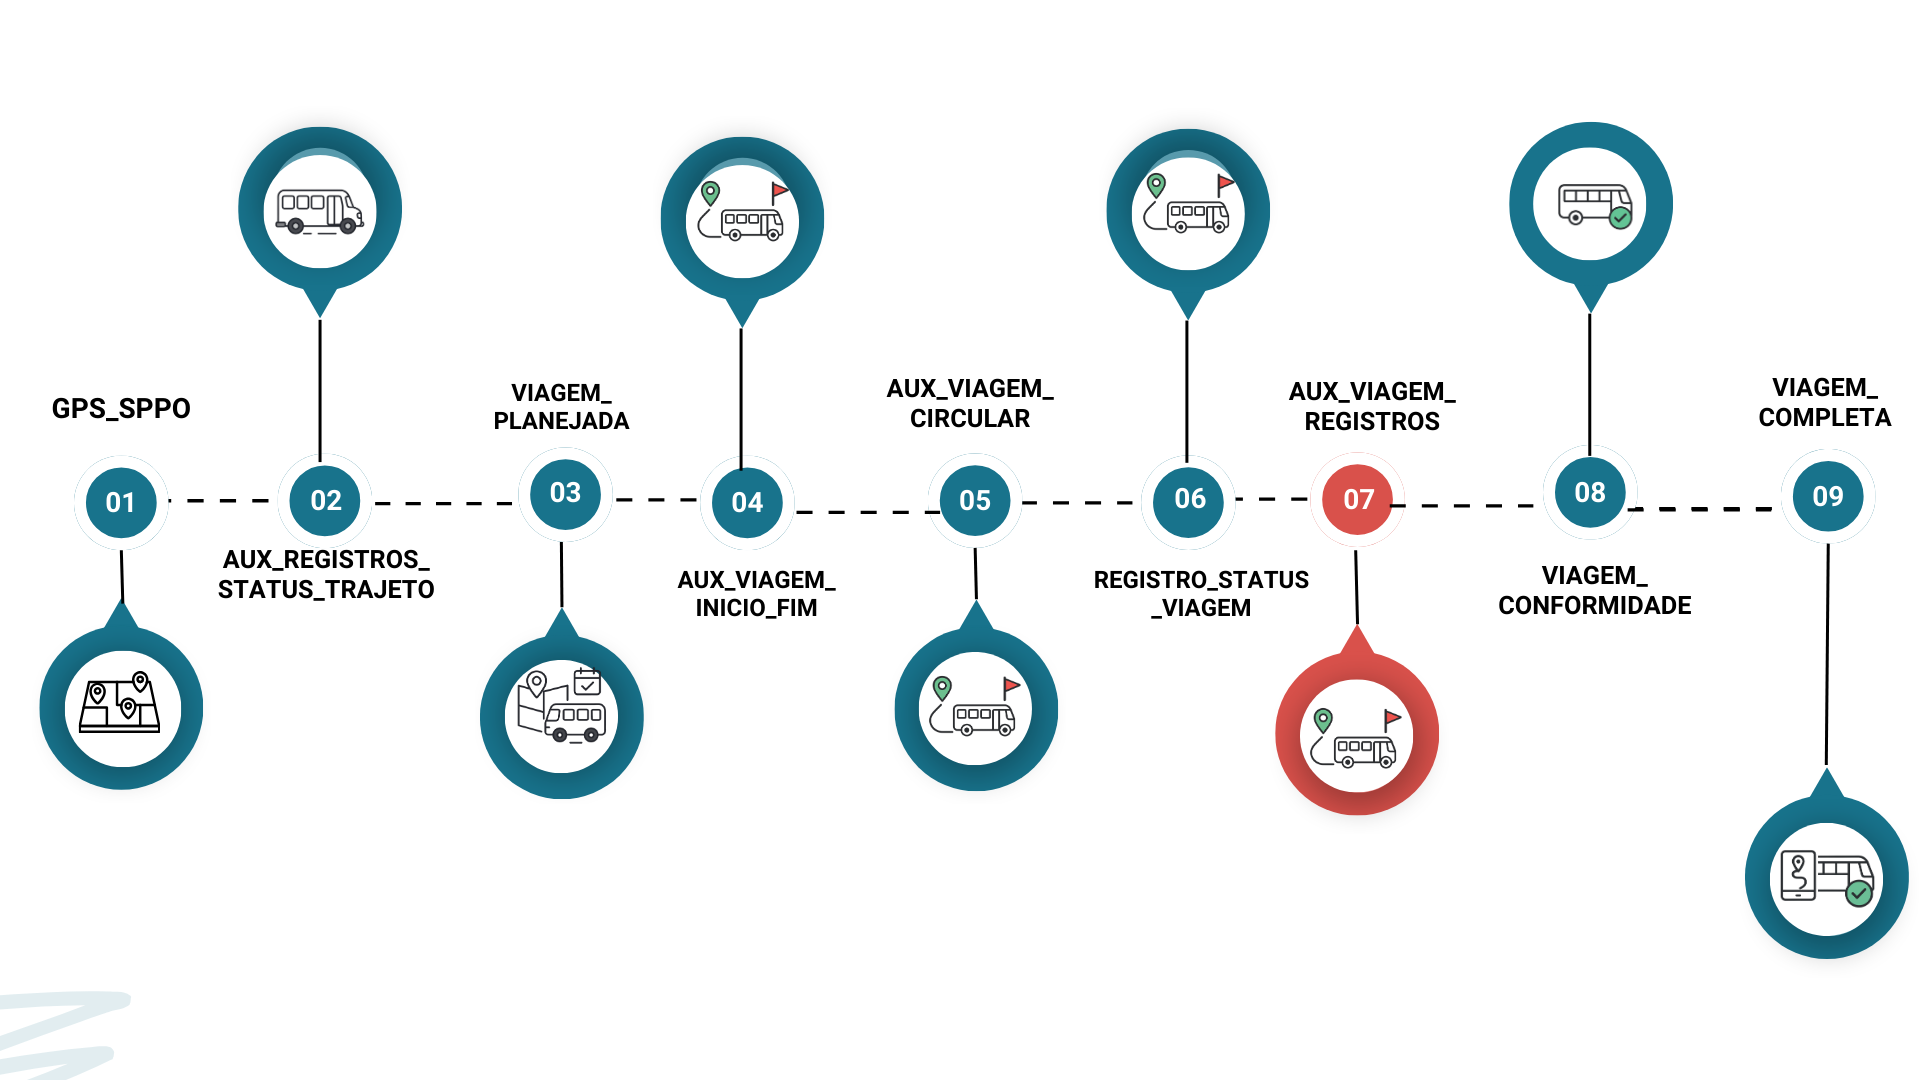 GPS_SPPO
01
02
AUX_REGISTROS_
STATUS_TRAJETO
VIAGEM_
PLANEJADA
03
04
AUX_VIAGEM_
INICIO_FIM
AUX_VIAGEM_
CIRCULAR
05
06
REGISTRO_STATUS
_VIAGEM
AUX_VIAGEM_
REGISTROS
07
08
VIAGEM_
CONFORMIDADE
VIAGEM_
COMPLETA
09